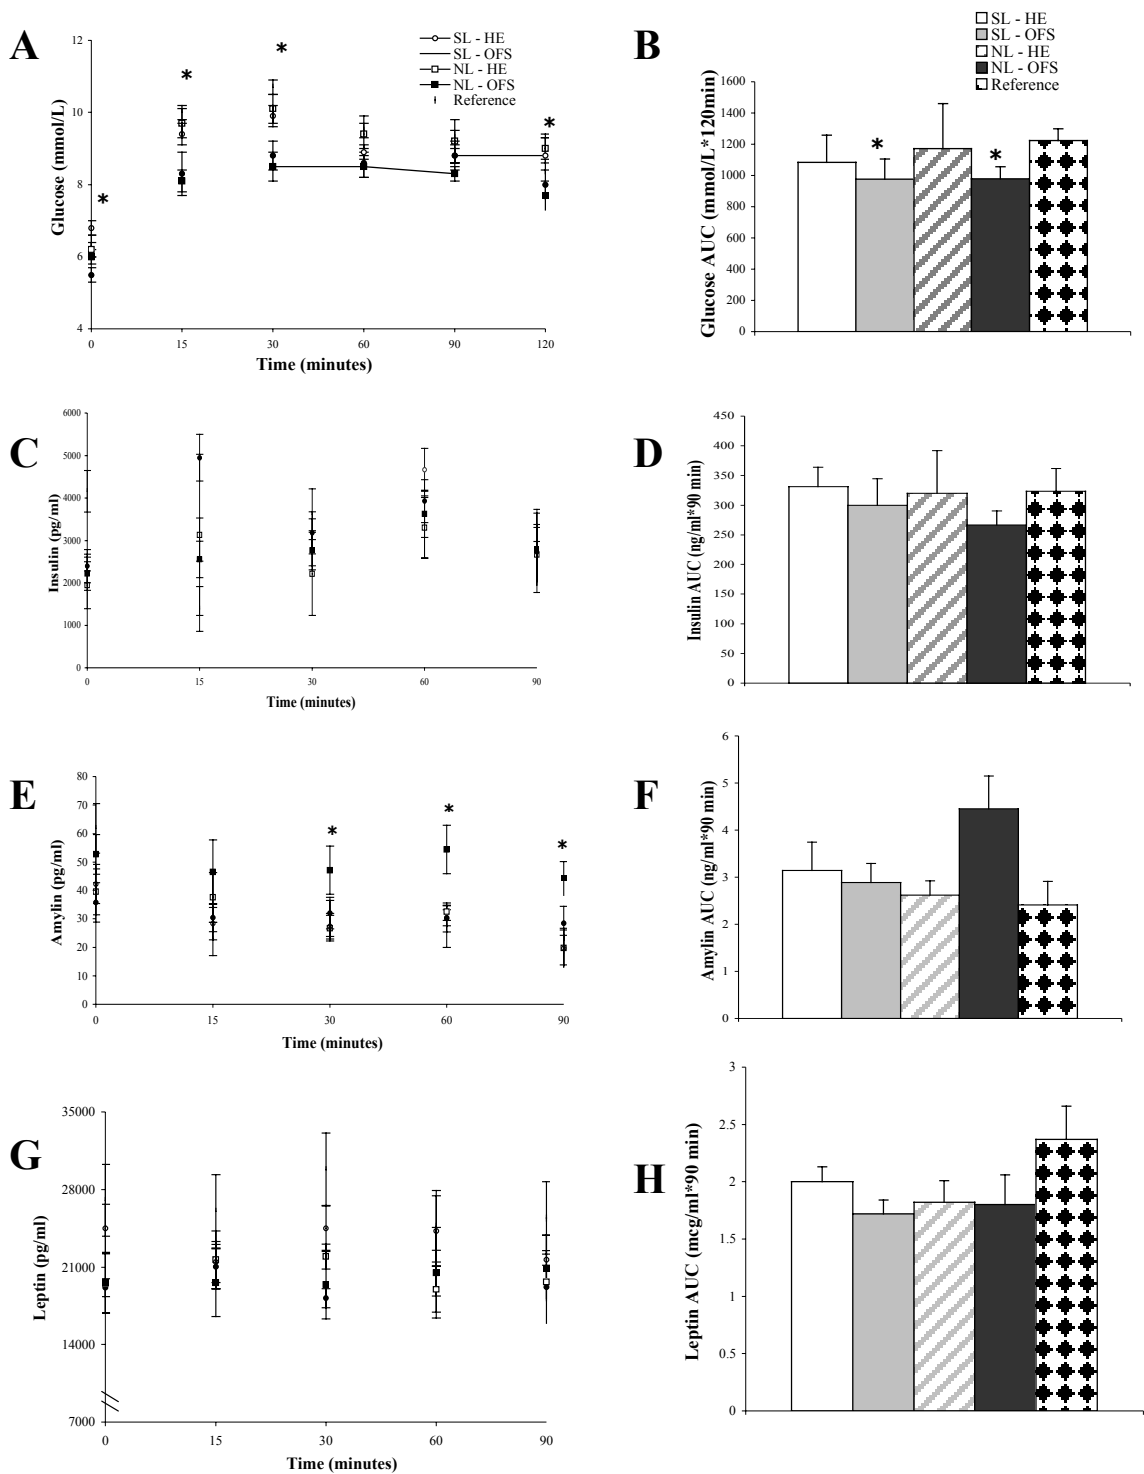 A
Glucose (mmol/L)
12
10
8
6
4
*
*
*
*
SL - HE
SL - OFS
NL - HE
NL - OFS
Reference
0 15 30 60 90 120
Time (minutes)
B
SL - HE
SL - OFS
NL - HE
NL - OFS
Reference
Glucose AUC (mmol/L*120min)
1600
1400
1200
1000
800
600
400
200
0
*
*
C
Insulin (pg/ml)
6000
5000
4000
3000
2000
1000
0
0 15 30 60 90
Time (minutes)
D
Insulin AUC (ng/ml*90 min)
450
400
350
300
250
200
150
100
50
0
E
Amylin (pg/ml)
80
70
60
50
40
30
20
10
0
*
*
*
0 15 30 60 90
Time (minutes)
F
Amylin AUC (ng/ml*90 min)
6
5
4
3
2
1
0
G
Leptin (pg/ml)
35000
28000
21000
14000
7000
0 15 30 60 90
Time (minutes)
H
Leptin AUC (mcg/ml*90 min)
3
2.5
2
1.5
1
0.5
0